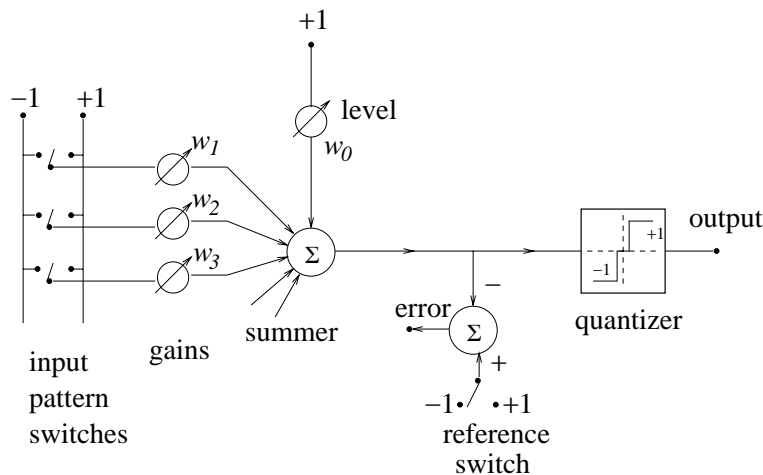 +1
−1
+1
level
w0
w1
w2
w3
Σ
summer
gains
input
pattern
switches
−
error
Σ
+
−1
+1
reference
switch
+1
−1
quantizer
output